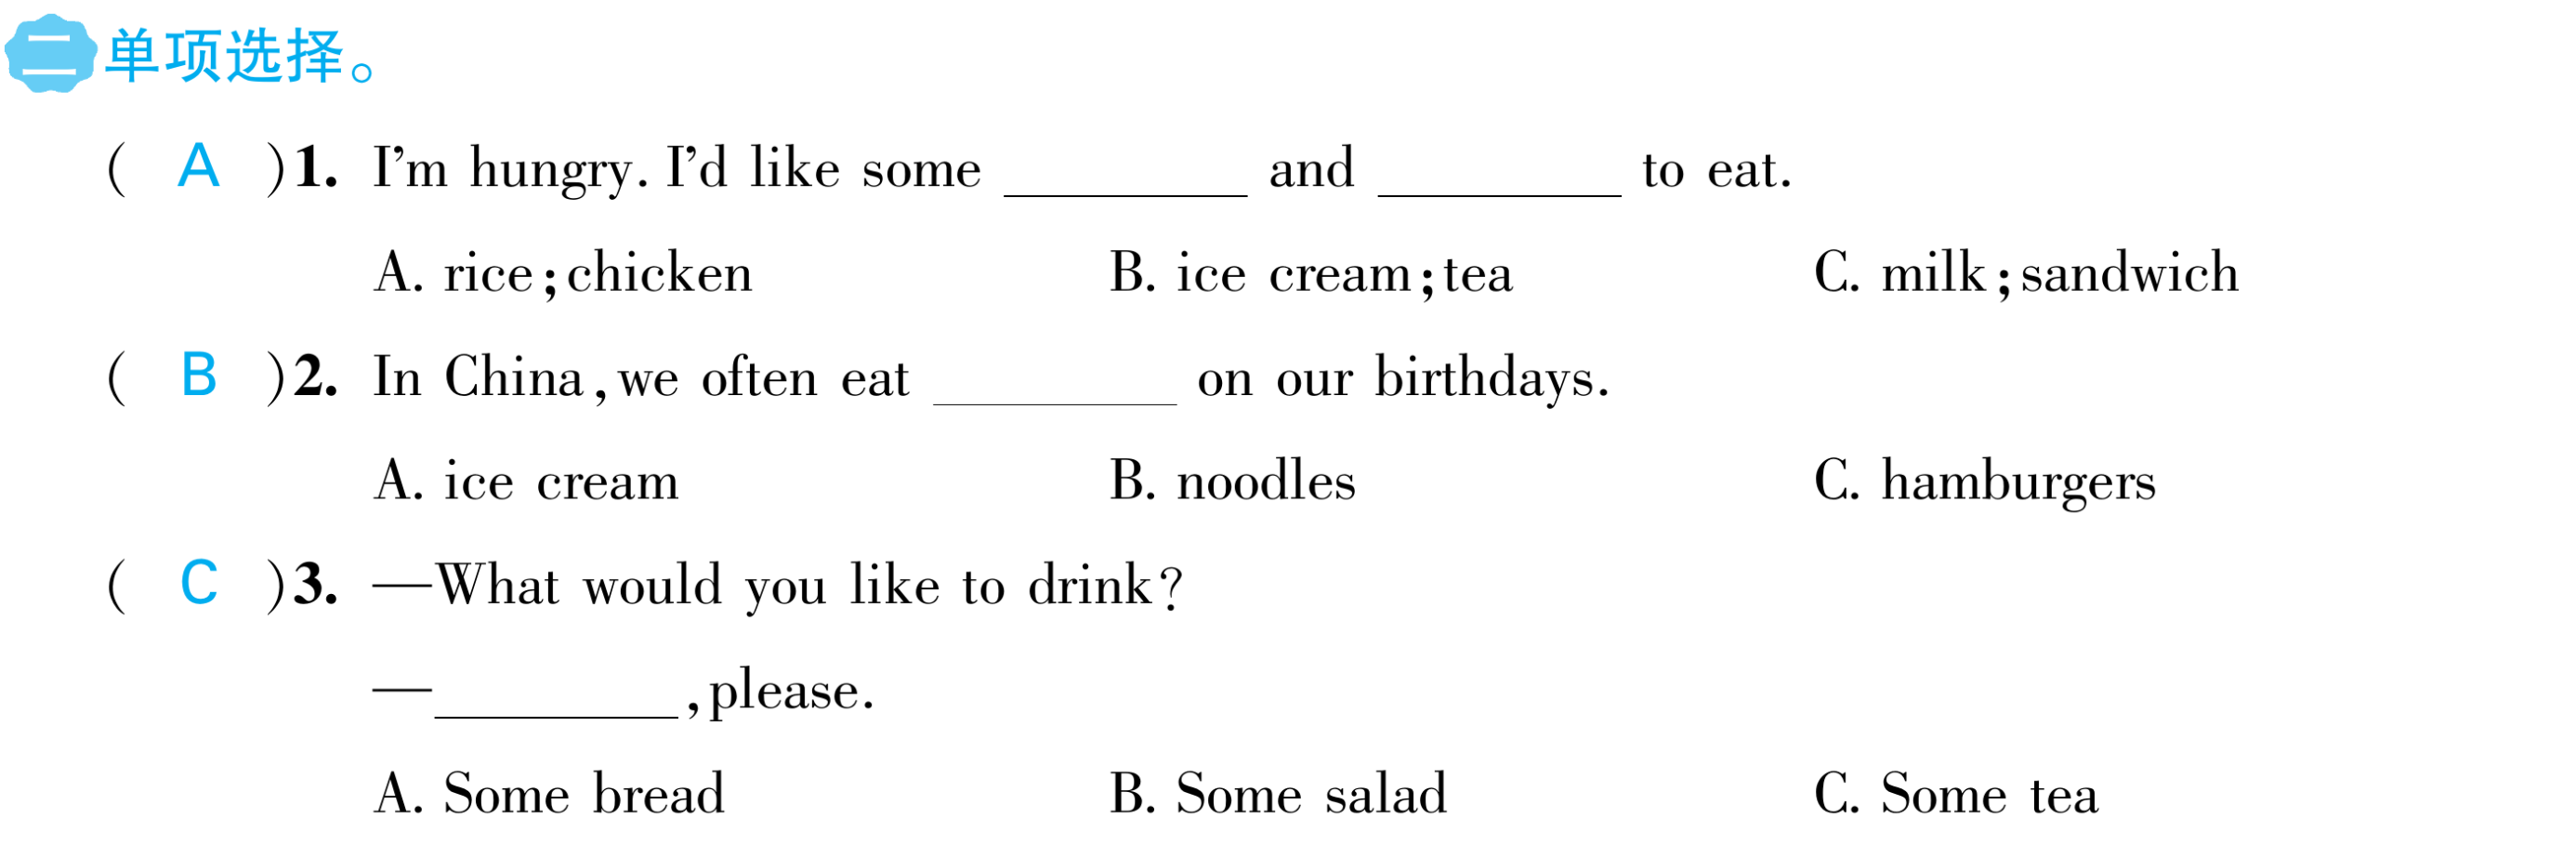 二 单项选择。
( A )1. I'm hungry. I'd like some ________ and ________ to eat.
A. rice;chicken B. ice cream;tea C. milk;sandwich
( B )2. In China,we often eat ________ on our birthdays.
A. ice cream B. noodles C. hamburgers
( C )3. —What would you like to drink?
—________,please.
A. Some bread B. Some salad C. Some tea